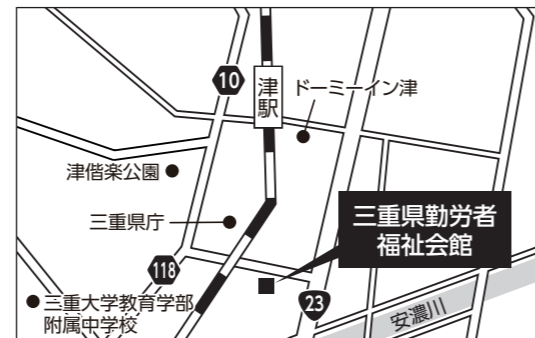 10
津駅
ドーミーイン津
津偕楽公園
三重県庁
三重県勤労者
福祉会館
118
23
三重大学教育学部
附属中学校
安濃川